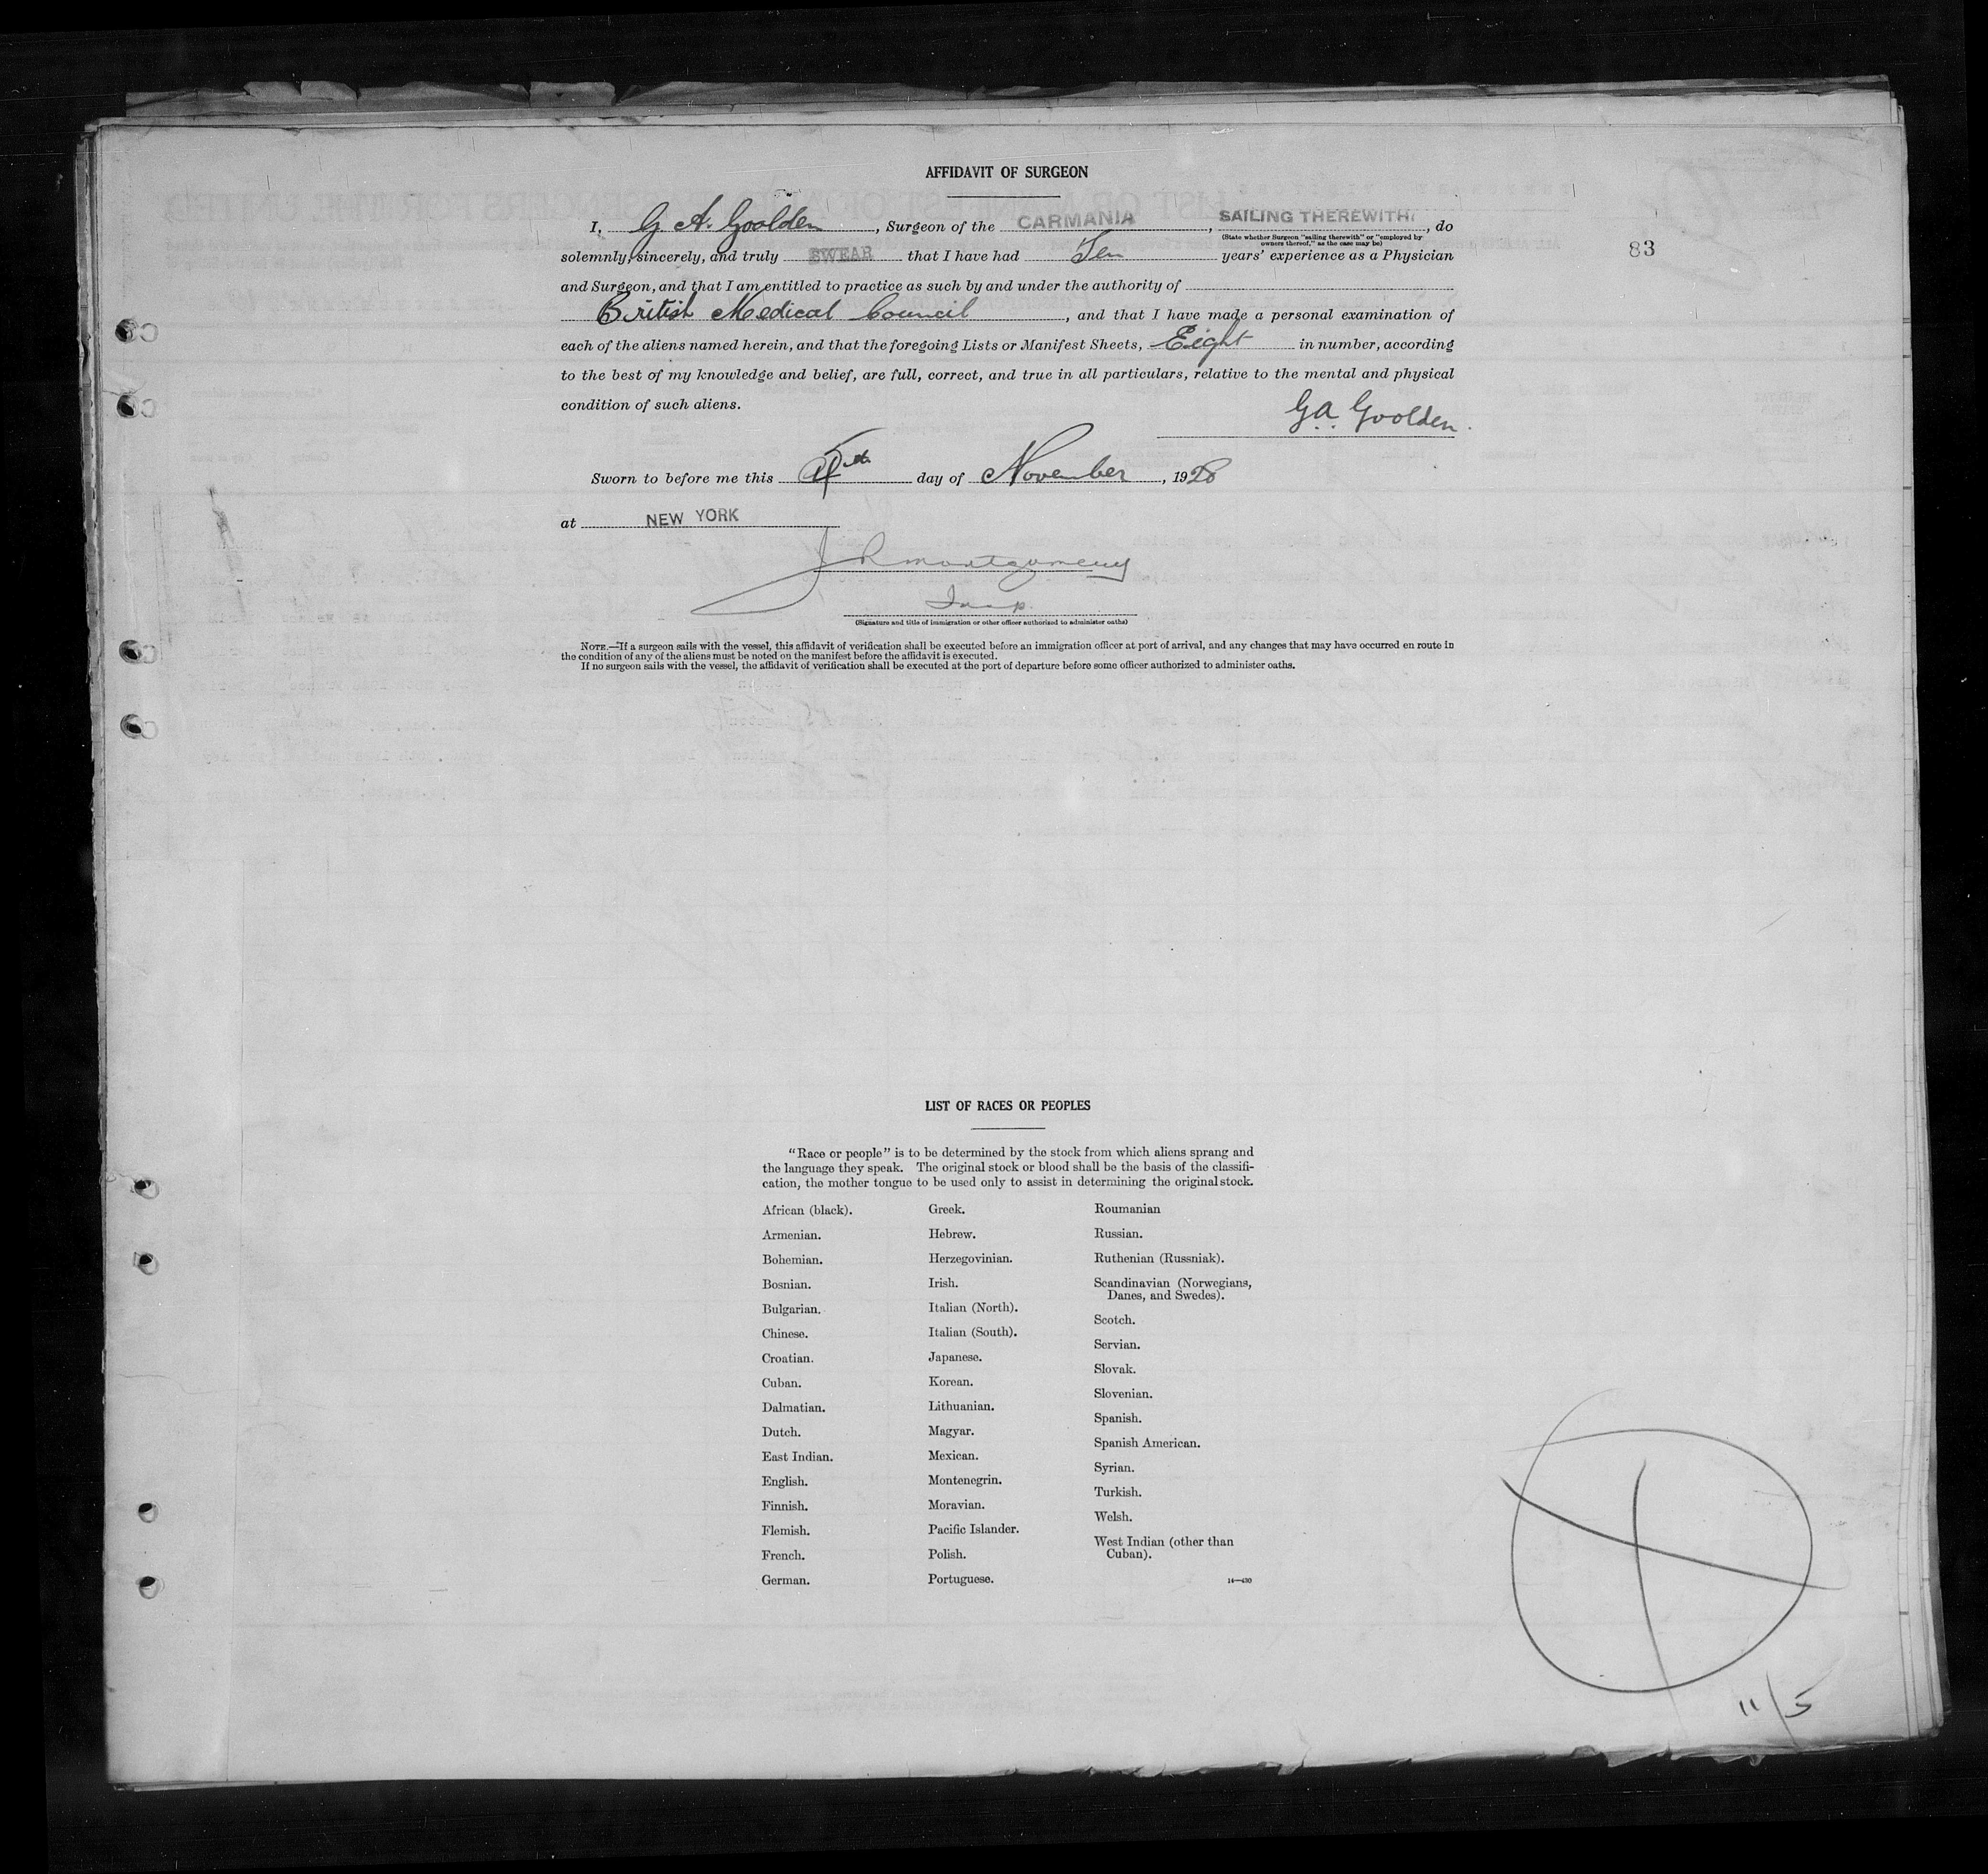 AFFIDAVIT OF SURGEON
I, G A. Goolden, Surgeon of the CARMANIA, SAILING THEREWITH, do
(State whether Surgeon "sailing therewith" or "employed by
owners thereof," as the case may be)
83
solemnly, sincerely, and truly SWEAR that I have had Ten years' experience as a Physician
and Surgeon, and that I am entitled to practice as such by and under the authority of
British Medical Council, and that I have made a personal examination of
each of the aliens named herein, and that the foregoing Lists or Manifest Sheets, Eight in number, according
to the best of my knowledge and belief, are full, correct, and true in all particulars, relative to the mental and physical
condition of such aliens.
G.A. Goolden.
Sworn to before me this 5th day of November, 1928
at NEW YORK
J R Montgomery
Insp.
(Signature and title of immigration or other officer authorized to administer oaths)
NOTE.—If a surgeon sails with the vessel, this affidavit of verification shall be executed before an immigration officer at port of arrival, and any changes that may have occurred en route in
the condition of any of the aliens must be noted on the manifest before the affidavit is executed.
If no surgeon sails with the vessel, the affidavit of verification shall be executed at the port of departure before some officer authorized to administer oaths.
LIST OF RACES OR PEOPLES
"Race or people" is to be determined by the stock from which aliens sprang and
the language they speak. The original stock or blood shall be the basis of the classifi-
cation, the mother tongue to be used only to assist in determining the original stock.
African (black).
Armenian.
Bohemian.
Bosnian.
Bulgarian.
Chinese.
Croatian.
Cuban.
Dalmatian.
Dutch.
East Indian.
English.
Finnish.
Flemish.
French.
German.
Greek.
Hebrew.
Herzegovinian.
Irish.
Italian (North).
Italian (South).
Japanese.
Korean.
Lithuanian.
Magyar.
Mexican.
Montenegrin.
Moravian.
Pacific Islander.
Polish.
Portuguese.
Roumanian
Russian.
Ruthenian (Russniak).
Scandinavian (Norwegians,
Danes, and Swedes).
Scotch.
Servian.
Slovak.
Slovenian.
Spanish.
Spanish American.
Syrian.
Turkish.
Welsh.
West Indian (other than
Cuban).
14—430
11/5